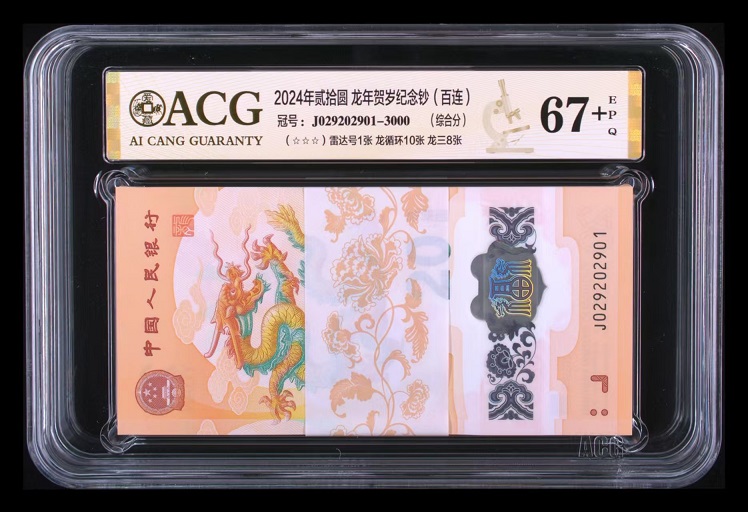 ACG
AI CANG GUARANTY
2024年贰拾圆 龙年贺岁纪念钞（百连）
冠号：J029202901-3000 （综合分）
（☆☆☆）雷达号1张 龙循环10张 龙三8张
67+
EPQ
中国人民银行
20
J029202901
ACG